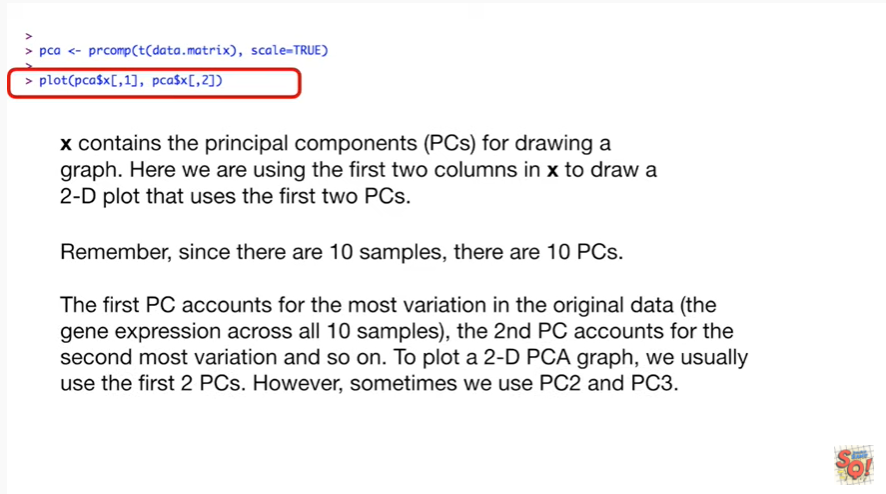 >
> pca <- prcomp(t(data.matrix), scale=TRUE)
>
> plot(pca$x[,1], pca$x[,2])
x contains the principal components (PCs) for drawing a
graph. Here we are using the first two columns in x to draw a
2-D plot that uses the first two PCs.
Remember, since there are 10 samples, there are 10 PCs.
The first PC accounts for the most variation in the original data (the
gene expression across all 10 samples), the 2nd PC accounts for the
second most variation and so on. To plot a 2-D PCA graph, we usually
use the first 2 PCs. However, sometimes we use PC2 and PC3.
SQ!